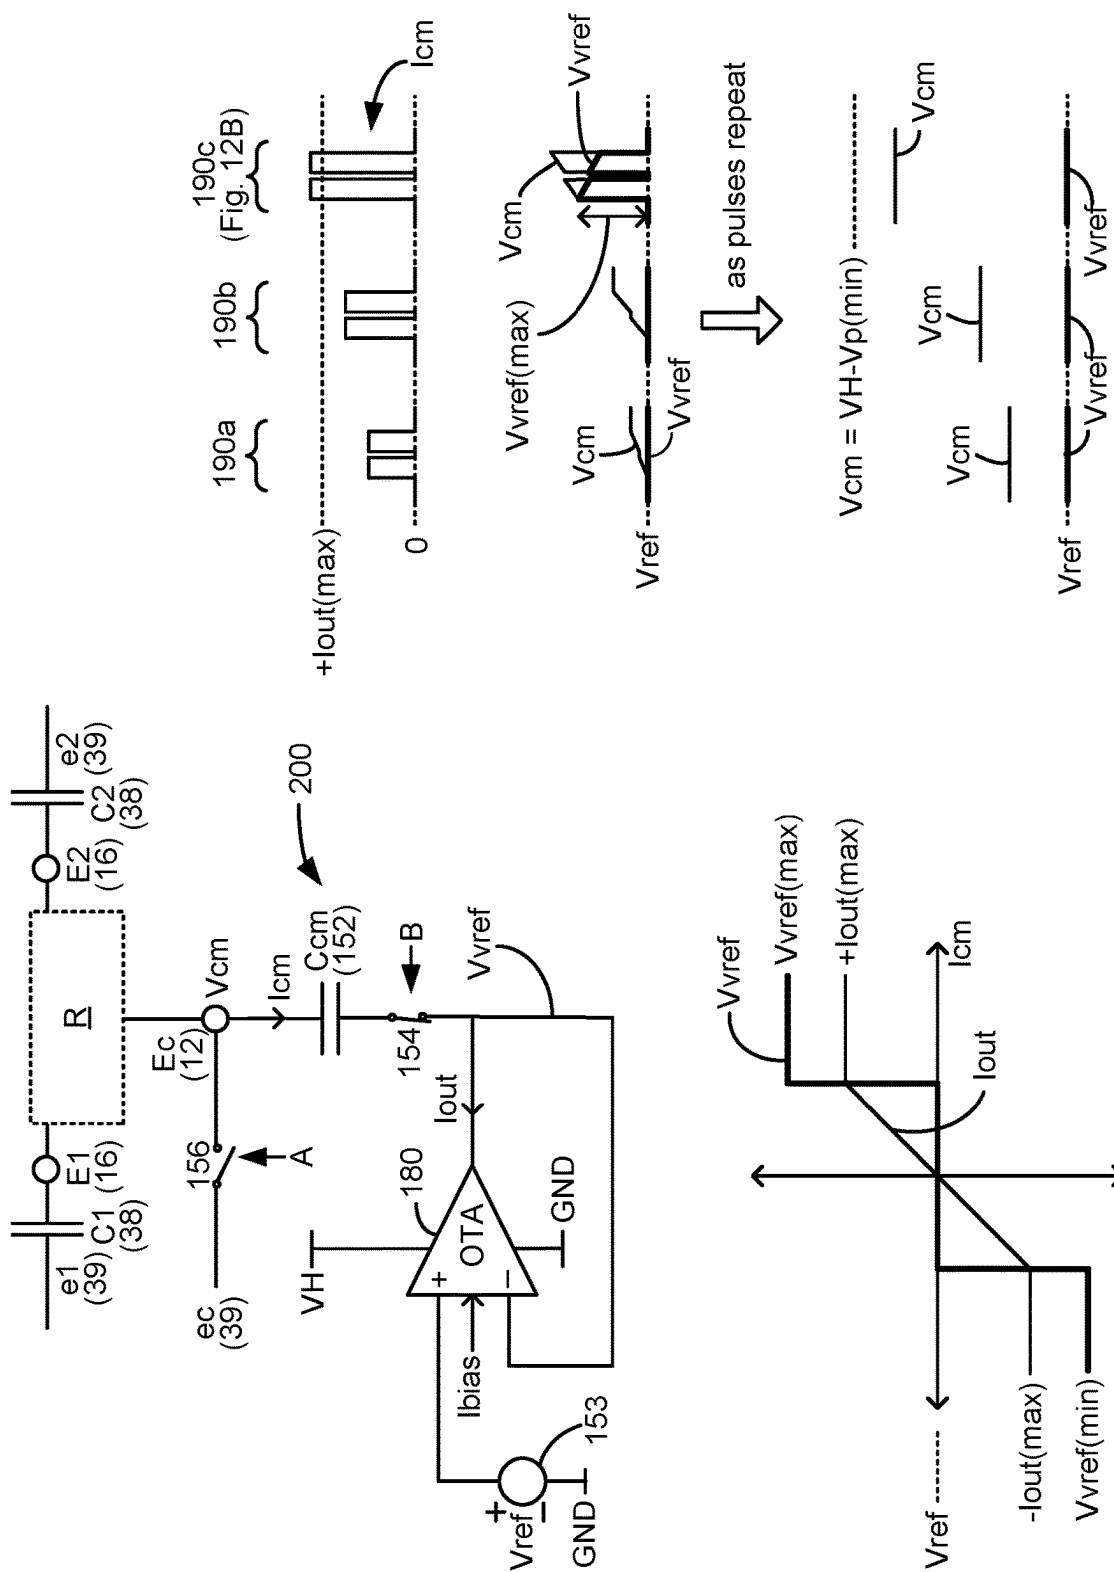 e1
(39)
C1
(38)
E1
(16)
R
E2
(16)
C2
(38)
e2
(39)
ec
(39)
156
A
Ec
(12)
Vcm
Icm
Ccm
(152)
200
154
B
VH
180
OTA
+
−
Ibias
Iout
GND
Vvref
+
Vref
−
153
GND
Vvref
Vvref(max)
+Iout(max)
Icm
Iout
Vref
-Iout(max)
Vvref(min)
190a
190b
190c
(Fig. 12B)
+Iout(max)
Icm
0
Vvref(max)
Vcm
Vvref
Vcm
Vref
Vvref
as pulses repeat
Vcm = VH-Vp(min)
Vcm
Vcm
Vcm
Vref
Vvref
Vvref